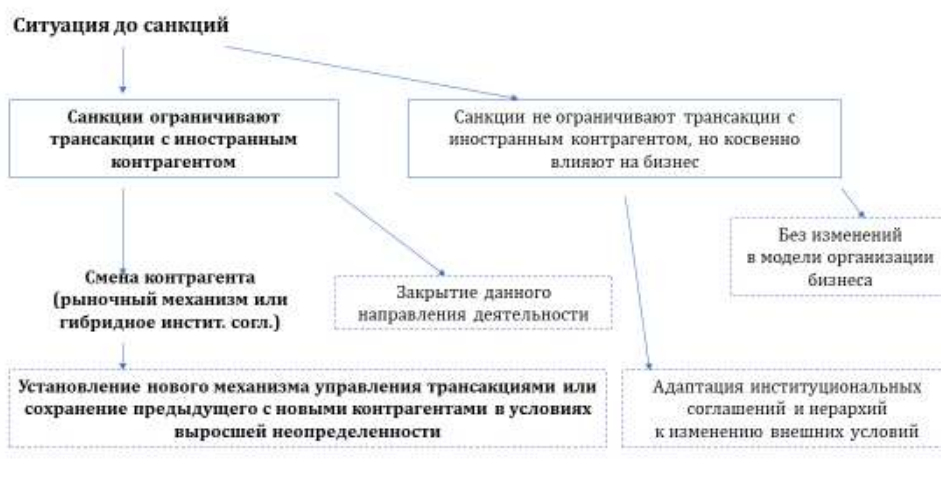 Ситуация до санкций
Санкции ограничивают
трансакции с иностранным
контрагентом
Санкции не ограничивают трансакции с
иностранным контрагентом, но косвенно
влияют на бизнес
Без изменений
в модели организации
бизнеса
Смена контрагента
(рыночный механизм или
гибридное инстит. согл.)
Закрытие данного
направления деятельности
Установление нового механизма управления трансакциями или
сохранение предыдущего с новыми контрагентами в условиях
выросшей неопределенности
Адаптация институциональных
соглашений и иерархий
к изменению внешних условий